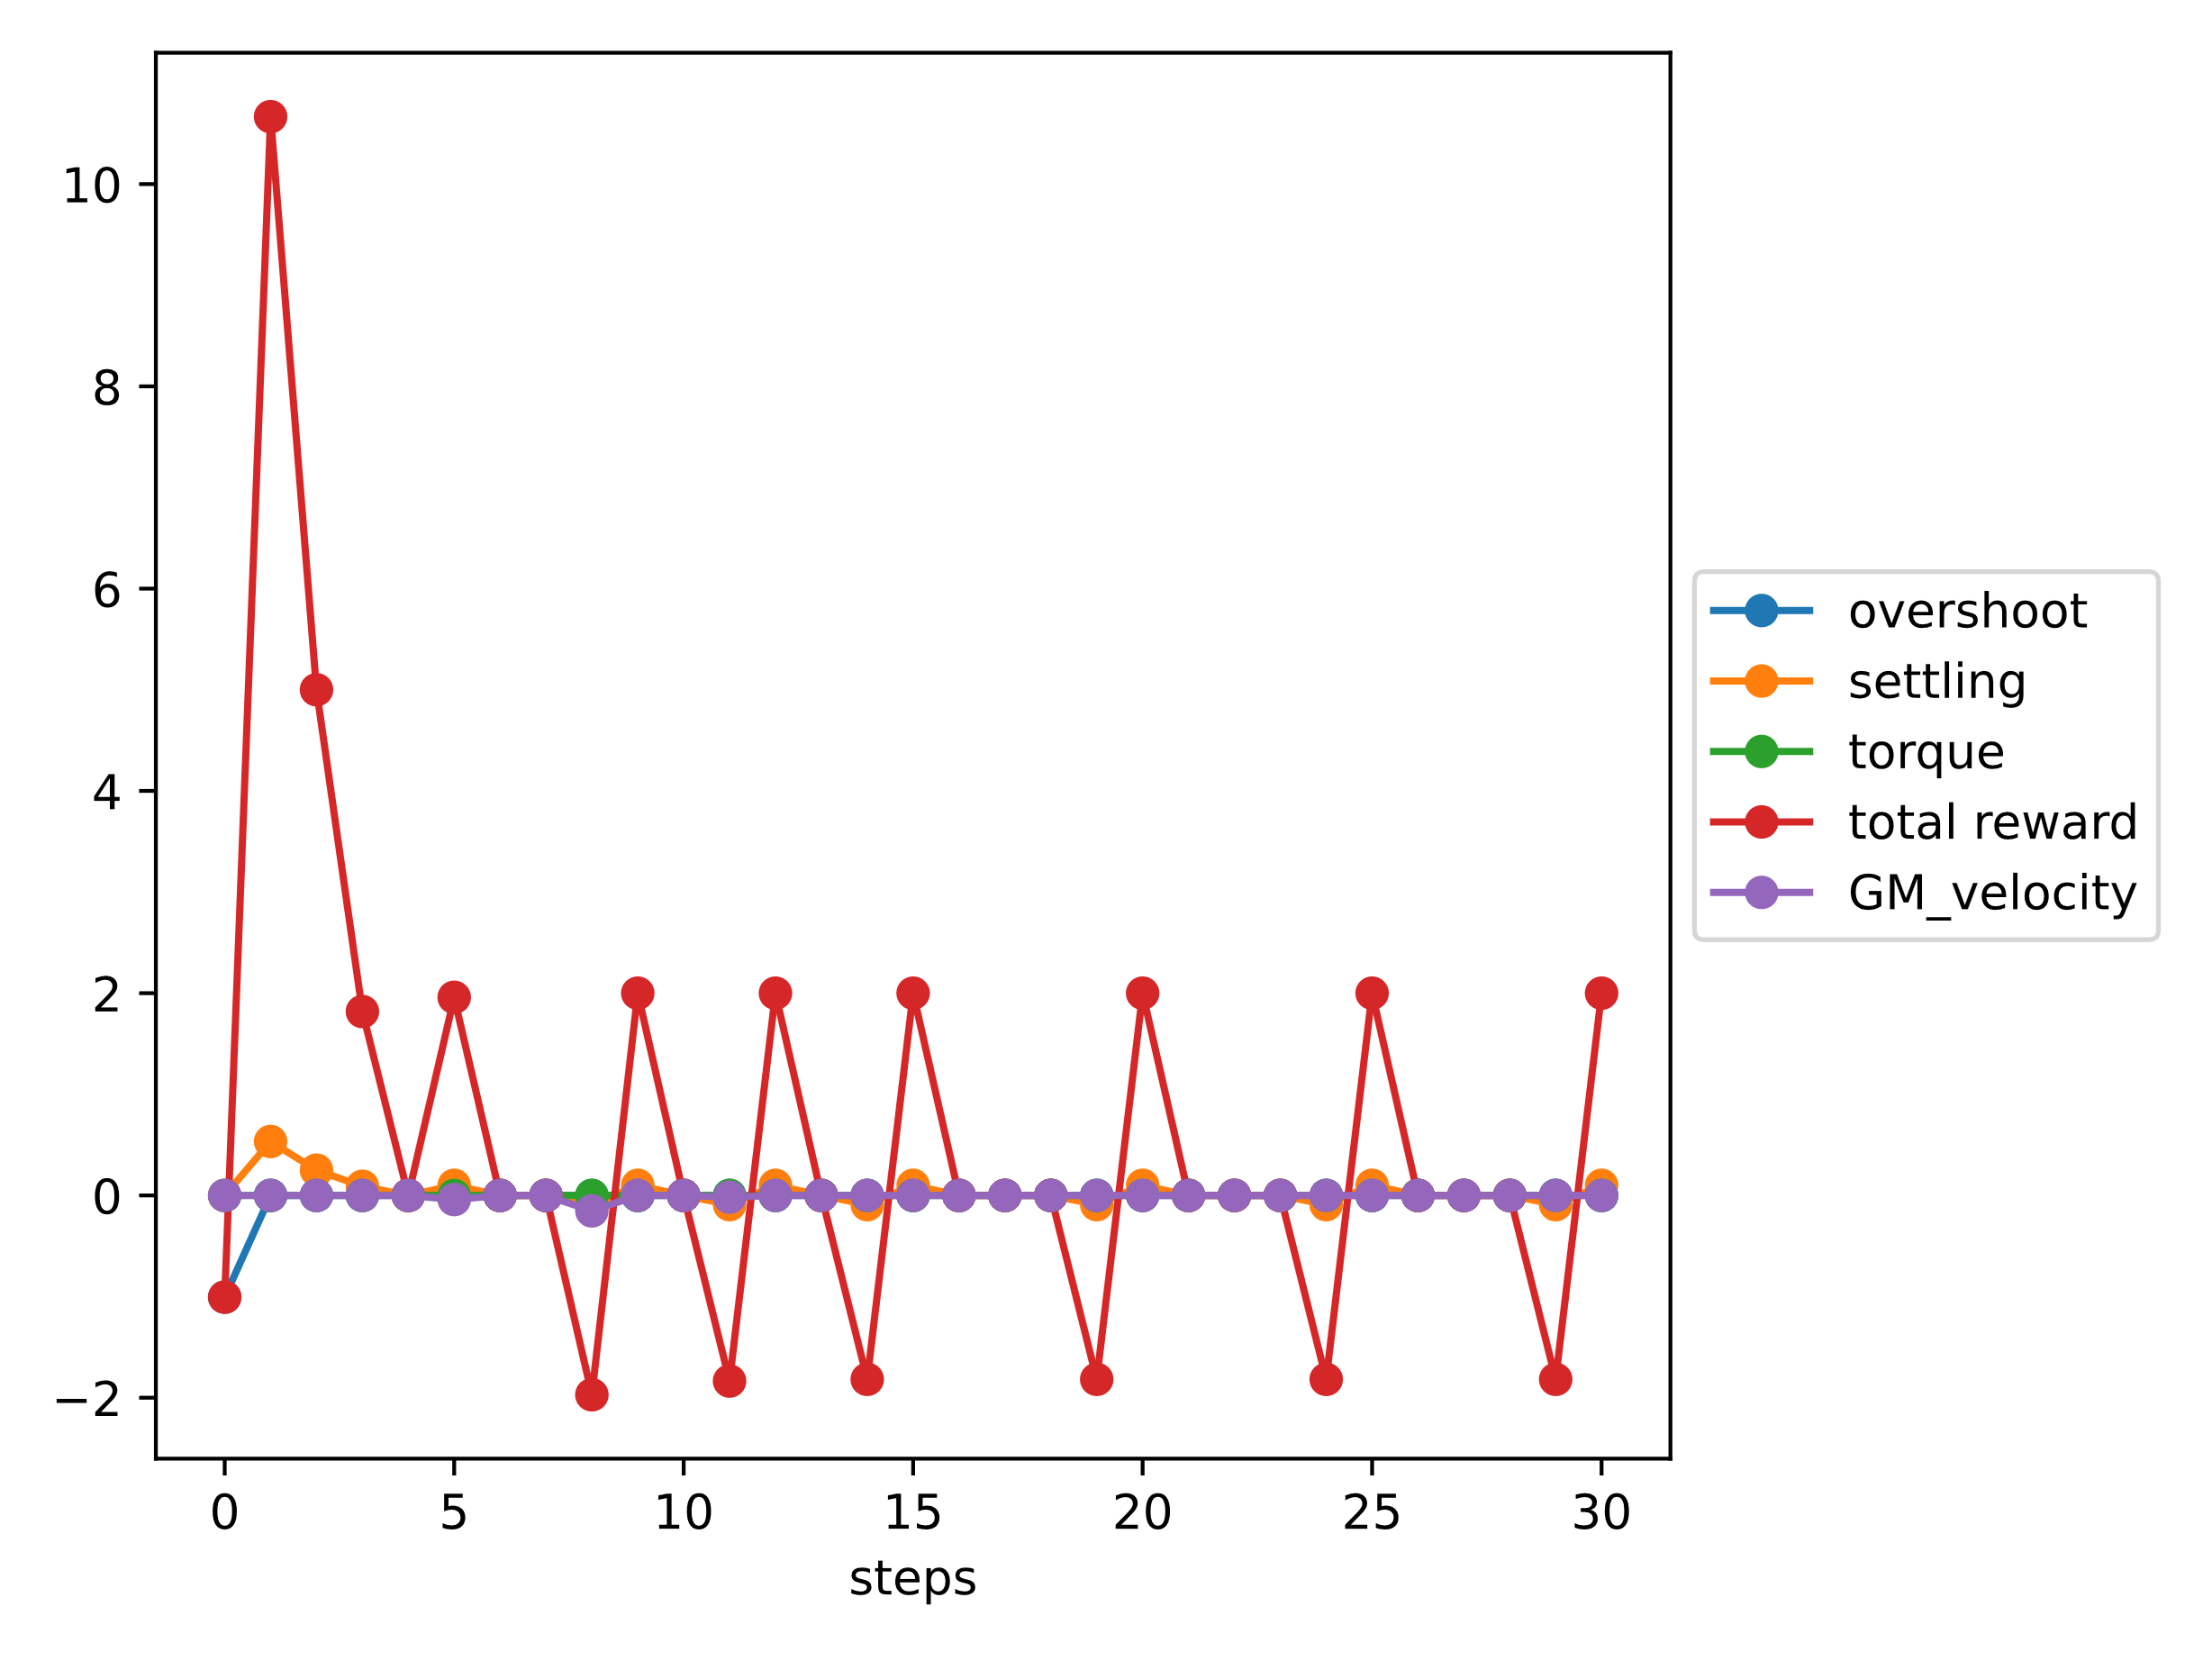 10
8
6
4
2
0
−2
0 5 10 15 20 25 30
steps
overshoot
settling
torque
total reward
GM_velocity